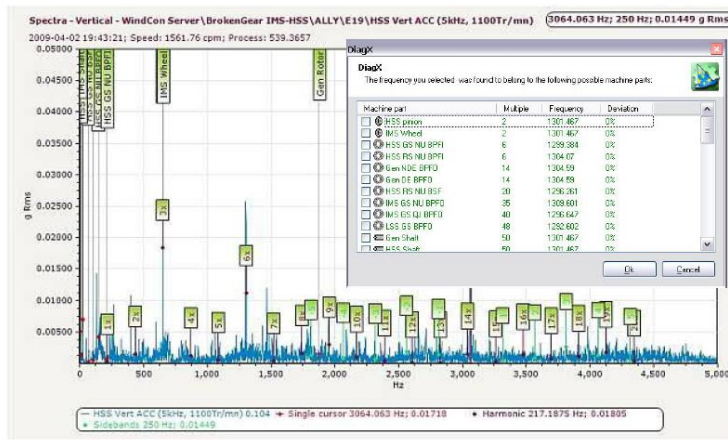 Spectra - Vertical - WindCon Server\BrokenGear IMS-HSS\ALLY\E19\HSS Vert ACC (5kHz, 1100Tr/mn)
3064.063 Hz; 250 Hz; 0.01449 g Rms
2009-04-02 19:43:21; Speed: 1561.76 cpm; Process: 539.3657
g Rms
0.05000
0.04500
0.04000
0.03500
0.03000
0.02500
0.02000
0.01500
0.01000
0.00500
HSS GS NU BPFI
IMS Wheel
Gen Rotor
1x
2x
3x
4x
5x
6x
7x
9x
10x
11x
12x
13x
14x
16x
17x
18x
19x
0
500
1,000
1,500
2,000
2,500
3,000
3,500
4,000
4,500
5,000
Hz
DiagX
DiagX
The frequency you selected was found to belong to the following possible machine parts:
Machine part Multiple Frequency Deviation
HSS pinion 2 1301.467 0%
IMS Wheel 2 1301.467 0%
HSS GS NU BPFI 6 1299.384 0%
HSS RS NU BPFI 6 1304.07 0%
Gen NDE BPFO 14 1304.59 0%
Gen DE BPFO 14 1304.59 0%
HSS RS NU BSF 20 1296.261 0%
IMS GS NU BPFO 35 1309.601 0%
IMS GS QJ BPFO 40 1296.647 0%
LSS GS BPFO 48 1292.602 0%
Gen Shaft 50 1301.467 0%
HSS Shaft 50 1301.467 0%
Ok
Cancel
HSS Vert ACC (5kHz, 1100Tr/mn) 0.104
Single cursor 3064.063 Hz; 0.01718
Harmonic 217.1875 Hz; 0.01805
Sidebands 250 Hz; 0.01449